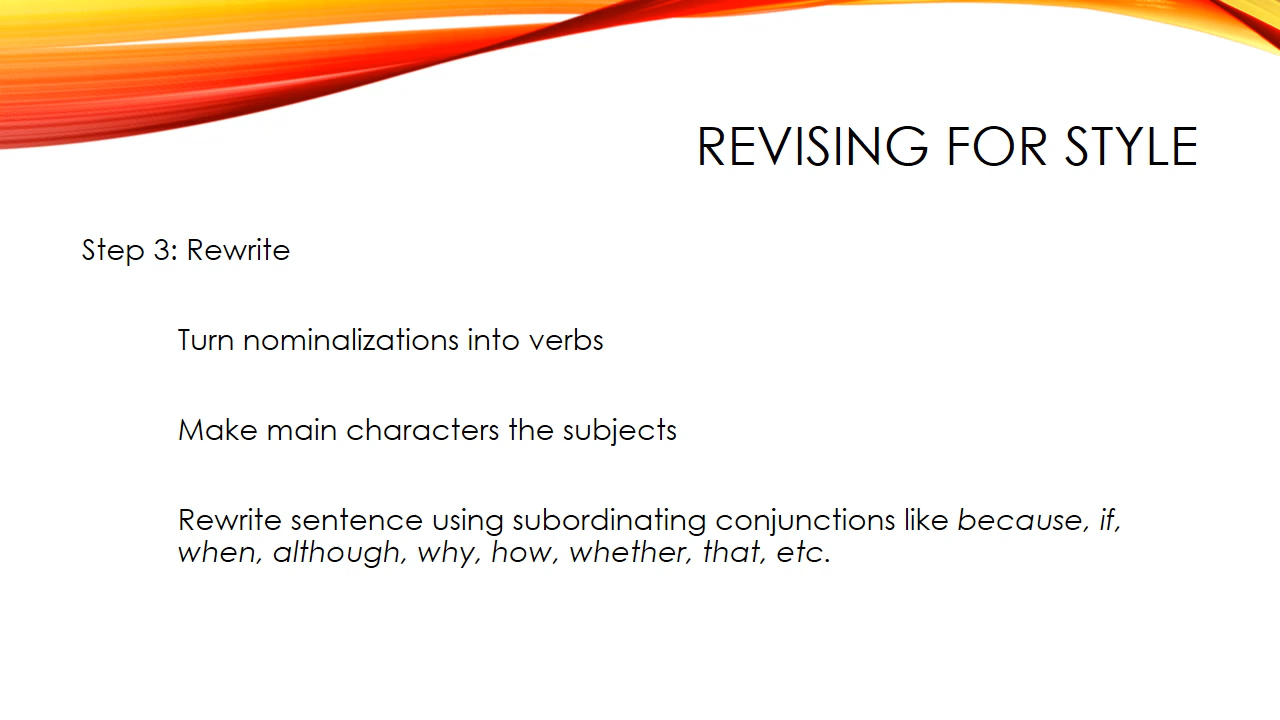 REVISING FOR STYLE
Step 3: Rewrite
Turn nominalizations into verbs
Make main characters the subjects
Rewrite sentence using subordinating conjunctions like because, if,
when, although, why, how, whether, that, etc.